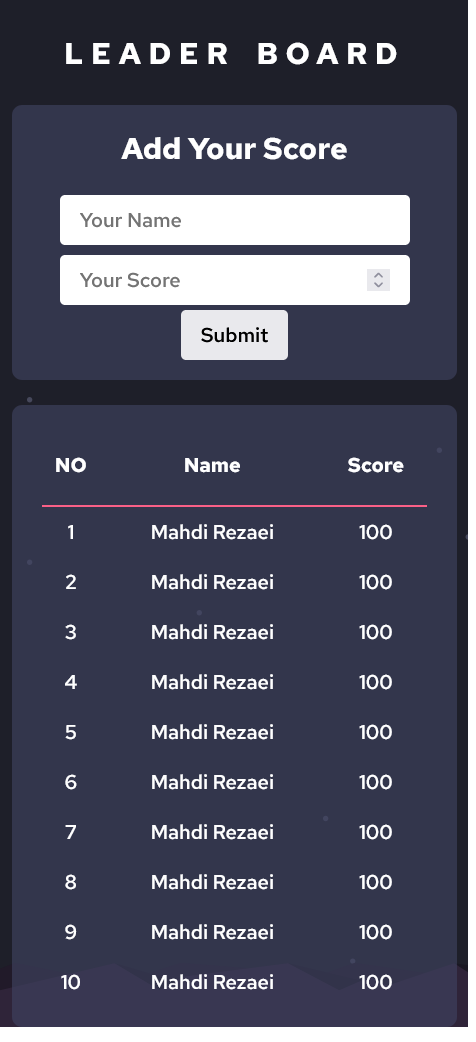 LEADER BOARD
Add Your Score
Your Name
Your Score
Submit
NO Name Score
1 Mahdi Rezaei 100
2 Mahdi Rezaei 100
3 Mahdi Rezaei 100
4 Mahdi Rezaei 100
5 Mahdi Rezaei 100
6 Mahdi Rezaei 100
7 Mahdi Rezaei 100
8 Mahdi Rezaei 100
9 Mahdi Rezaei 100
10 Mahdi Rezaei 100